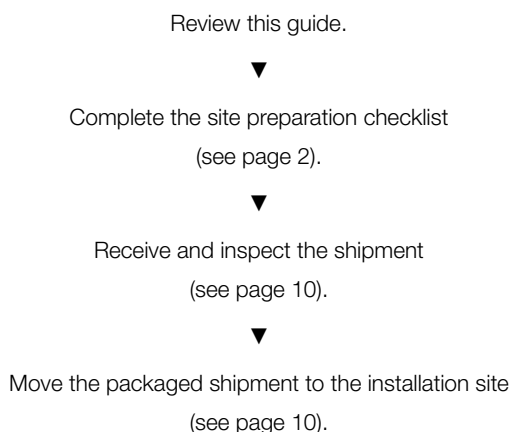 Review this guide.
▼
Complete the site preparation checklist
(see page 2).
▼
Receive and inspect the shipment
(see page 10).
▼
Move the packaged shipment to the installation site
(see page 10).